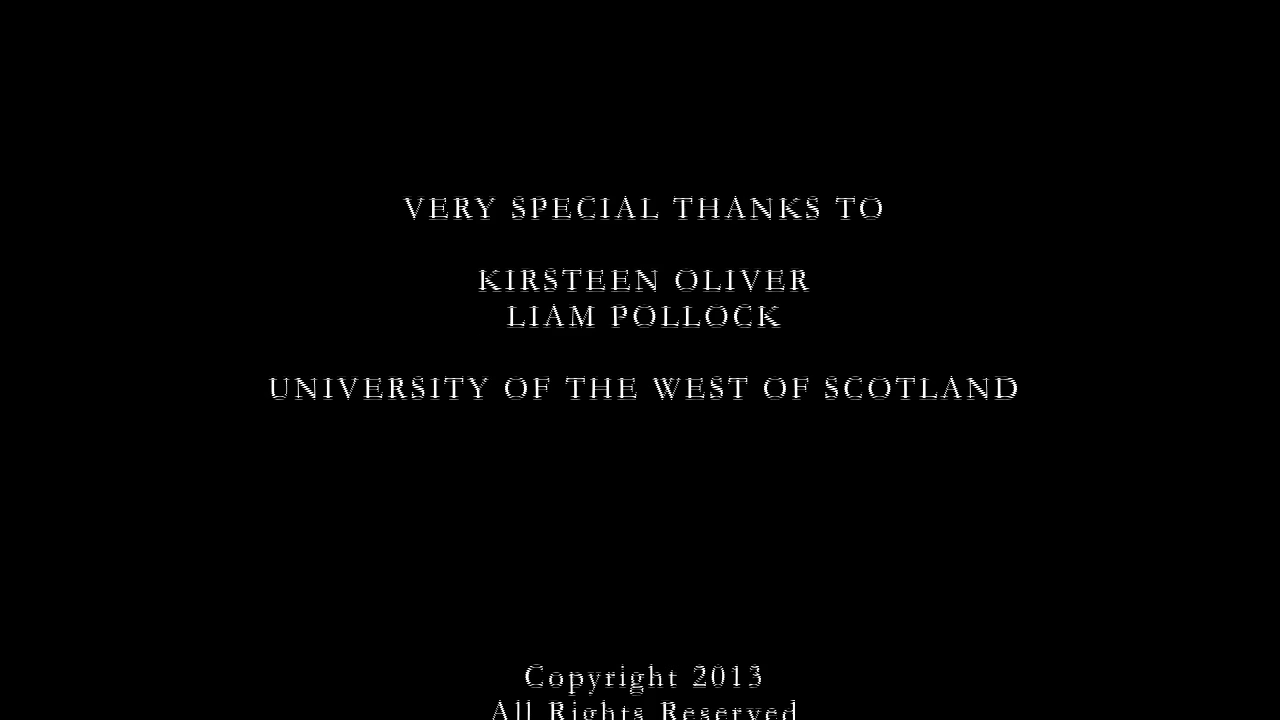 VERY SPECIAL THANKS TO
KIRSTEEN OLIVER
LIAM POLLOCK
UNIVERSITY OF THE WEST OF SCOTLAND
Copyright 2013
All Rights Reserved